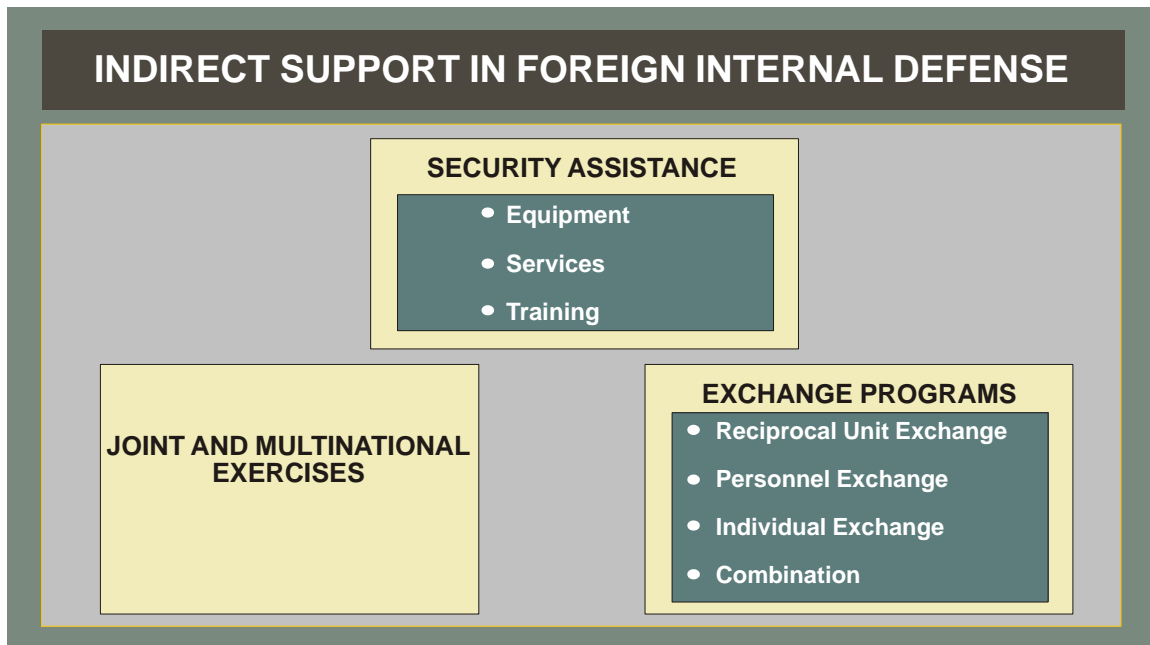 INDIRECT SUPPORT IN FOREIGN INTERNAL DEFENSE
SECURITY ASSISTANCE
• Equipment
• Services
• Training
JOINT AND MULTINATIONAL
EXERCISES
EXCHANGE PROGRAMS
• Reciprocal Unit Exchange
• Personnel Exchange
• Individual Exchange
• Combination